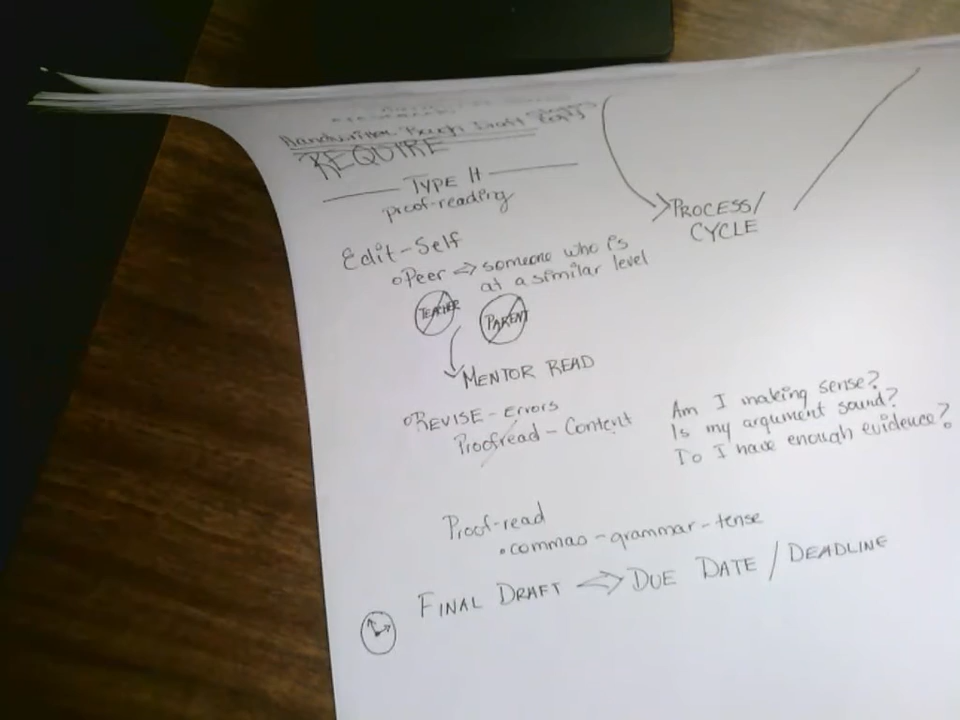 Handwritten Rough Draft
REQUIRE
TYPE It
proof-reading
PROCESS/
CYCLE
Edit-Self
Peer <=> someone who is
at a similar level
TEACHER PARENT
MENTOR READ
REVISE - Errors
Proofread - Content
Am I making sense?
Is my argument sound?
Do I have enough evidence?
Proof-read
• commas - grammar - tense
FINAL DRAFT <=> DUE DATE / DEADLINE